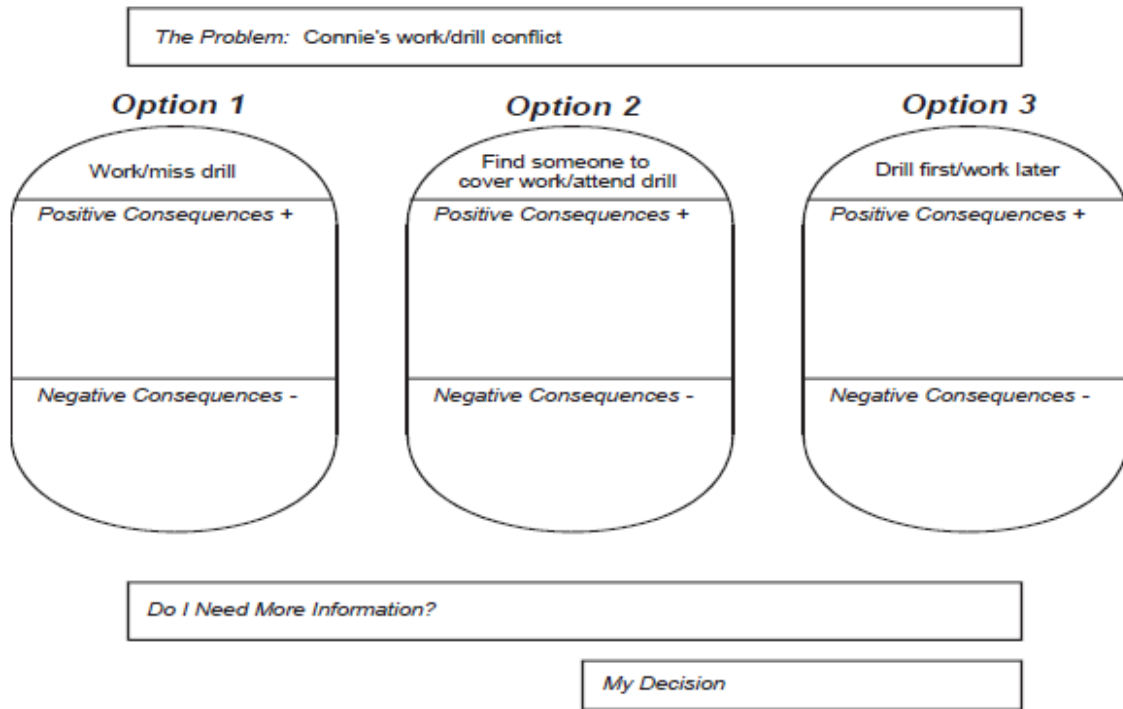 The Problem: Connie's work/drill conflict
Option 1
Option 2
Option 3
Work/miss drill
Find someone to
cover work/attend drill
Drill first/work later
Positive Consequences +
Positive Consequences +
Positive Consequences +
Negative Consequences -
Negative Consequences -
Negative Consequences -
Do I Need More Information?
My Decision